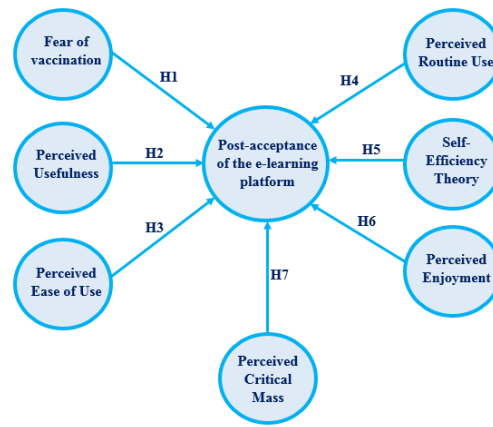 Fear of
vaccination
H1
Perceived
Usefulness
H2
Perceived
Ease of Use
H3
Post-acceptance
of the e-learning
platform
Perceived
Routine Use
H4
Self-
Efficiency
Theory
H5
Perceived
Enjoyment
H6
H7
Perceived
Critical
Mass